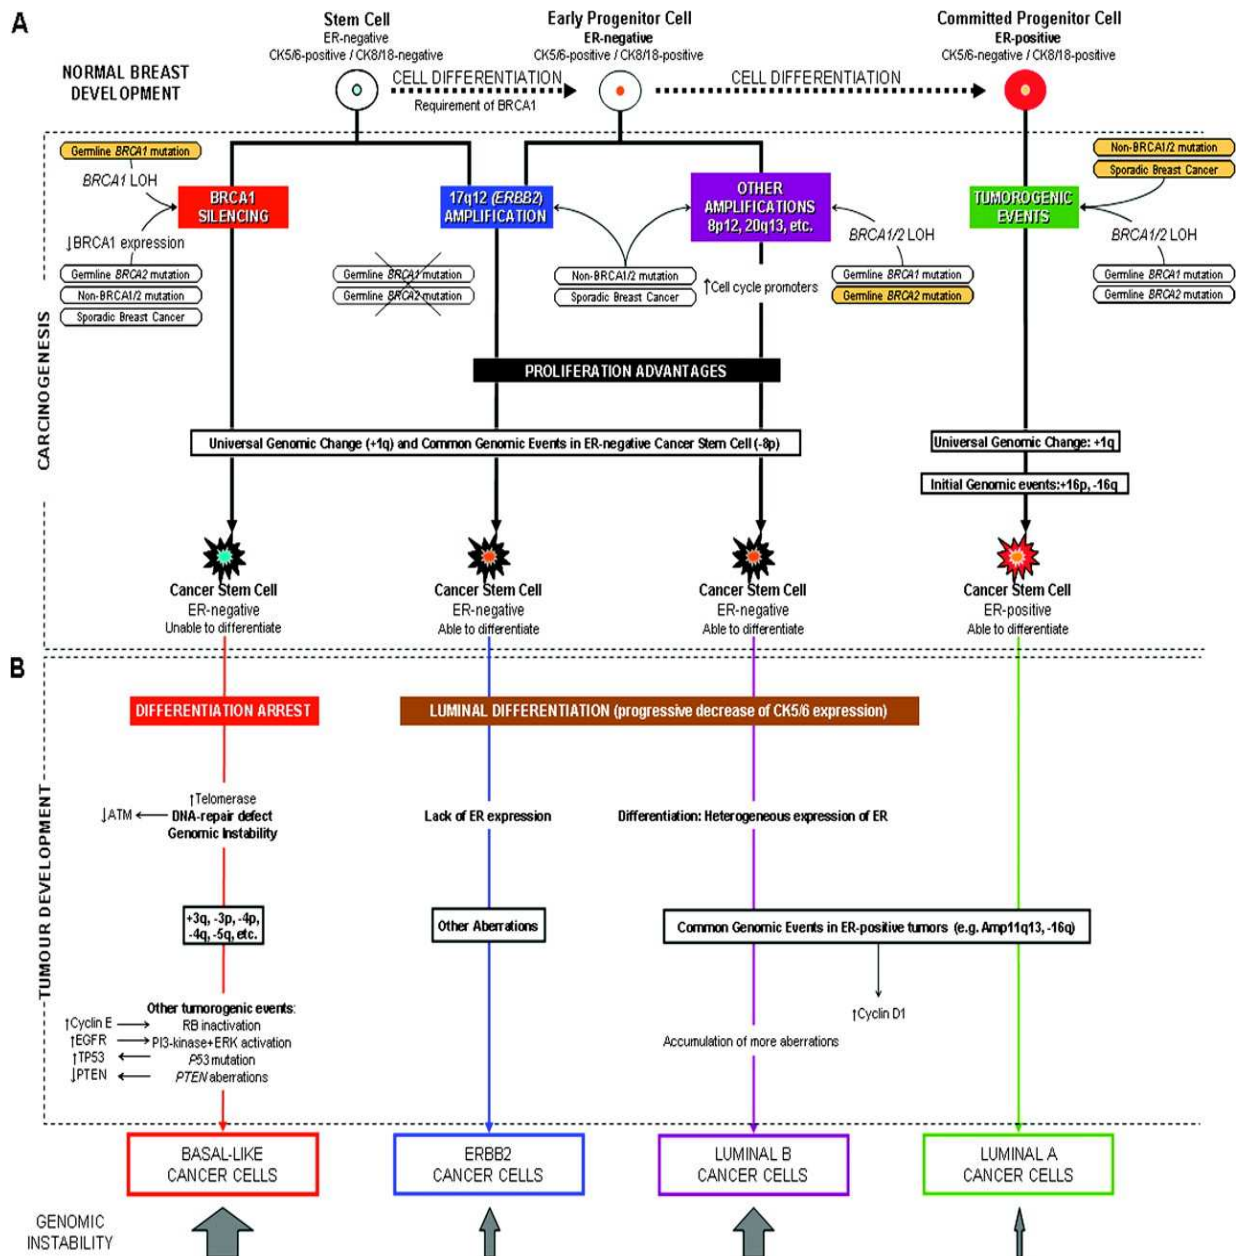 A
Stem Cell
ER-negative
CK5/6-positive / CK8/18-negative
Early Progenitor Cell
ER-negative
CK5/6-positive / CK8/18-positive
Committed Progenitor Cell
ER-positive
CK5/6-negative / CK8/18-positive
NORMAL BREAST
DEVELOPMENT
CELL DIFFERENTIATION
Requirement of BRCA1
CELL DIFFERENTIATION
CARCINOGENESIS
Germline BRCA1 mutation
BRCA1 LOH
BRCA1
SILENCING
↓BRCA1 expression
Germline BRCA2 mutation
Non-BRCA1/2 mutation
Sporadic Breast Cancer
17q12 (ERBB2)
AMPLIFICATION
Germline BRCA1 mutation
Germline BRCA2 mutation
OTHER
AMPLIFICATIONS
8p12, 20q13, etc.
Non-BRCA1/2 mutation
Sporadic Breast Cancer
↑Cell cycle promoters
BRCA1/2 LOH
Germline BRCA1 mutation
Germline BRCA2 mutation
Non-BRCA1/2 mutation
Sporadic Breast Cancer
TUMOROGENIC
EVENTS
BRCA1/2 LOH
Germline BRCA1 mutation
Germline BRCA2 mutation
PROLIFERATION ADVANTAGES
Universal Genomic Change (+1q) and Common Genomic Events in ER-negative Cancer Stem Cell (-8p)
Universal Genomic Change: +1q
Initial Genomic events:+16p, -16q
Cancer Stem Cell
ER-negative
Unable to differentiate
Cancer Stem Cell
ER-negative
Able to differentiate
Cancer Stem Cell
ER-negative
Able to differentiate
Cancer Stem Cell
ER-positive
Able to differentiate
B
TUMOUR DEVELOPMENT
DIFFERENTIATION ARREST
LUMINAL DIFFERENTIATION (progressive decrease of CK5/6 expression)
↑Telomerase
↓ATM
DNA-repair defect
Genomic Instability
Lack of ER expression
Differentiation: Heterogeneous expression of ER
+3q, -3p, -4p,
-4q, -5q, etc.
Other Aberrations
Common Genomic Events in ER-positive tumors (e.g. Amp11q13, -16q)
↑Cyclin D1
Other tumorogenic events:
↑Cyclin E RB inactivation
↑EGFR PI3-kinase+ERK activation
↑TP53 P53 mutation
↓PTEN PTEN aberrations
Accumulation of more aberrations
BASAL-LIKE
CANCER CELLS
ERBB2
CANCER CELLS
LUMINAL B
CANCER CELLS
LUMINAL A
CANCER CELLS
GENOMIC
INSTABILITY